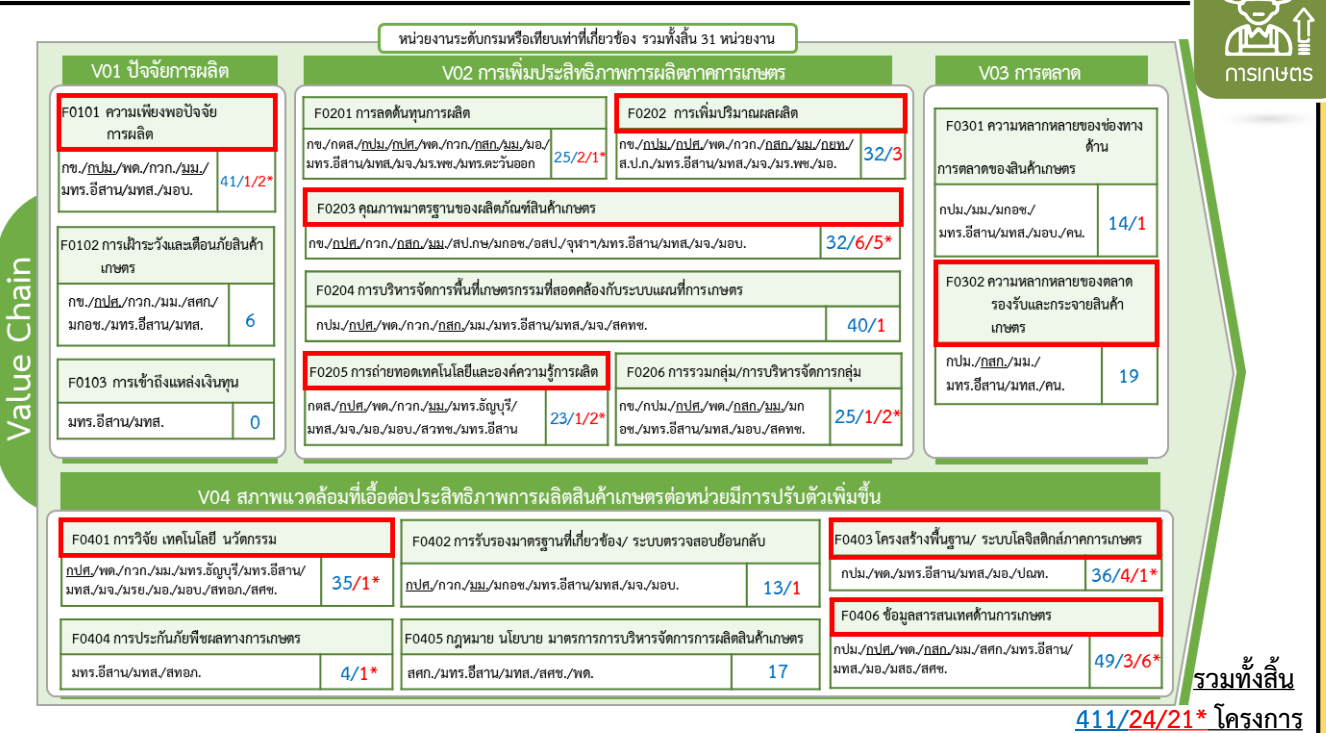 การเกษตร
หน่วยงานระดับกรมหรือเทียบเท่าที่เกี่ยวข้อง รวมทั้งสิ้น 31 หน่วยงาน
Value Chain
V01 ปัจจัยการผลิต
F0101 ความเพียงพอปัจจัย
การผลิต
กข./กปม./พด./กวก./มม./
มทร.อีสาน/มทส./มอบ.
41/1/2*
F0102 การเฝ้าระวังและเตือนภัยสินค้า
เกษตร
กข./กปศ./กวก./มม./สศก./
มกอช./มทร.อีสาน/มทส.
6
F0103 การเข้าถึงแหล่งเงินทุน
มทร.อีสาน/มทส.
0
V02 การเพิ่มประสิทธิภาพการผลิตภาคการเกษตร
F0201 การลดต้นทุนการผลิต
กข./กตส./กปม./กปศ./พด./กวก./กสก./มม./มอ./
มทร.อีสาน/มทส./มจ./มร.พช./มทร.ตะวันออก
25/2/1*
F0202 การเพิ่มปริมาณผลผลิต
กข./กปม./กปศ./พด./กวก./กสก./มม./กยท./
ส.ป.ก./มทร.อีสาน/มทส./มจ./มร.พช./มอ.
32/3
F0203 คุณภาพมาตรฐานของผลิตภัณฑ์สินค้าเกษตร
กข./กปศ./กวก./กสก./มม./สป.กษ/มกอช./อสป./จุฬาฯ/มทร.อีสาน/มทส./มจ./มอบ.
32/6/5*
F0204 การบริหารจัดการพื้นที่เกษตรกรรมที่สอดคล้องกับระบบแผนที่การเกษตร
กปม./กปศ./พด./กวก./กสก./มม./มทร.อีสาน/มทส./มจ./สคทช.
40/1
F0205 การถ่ายทอดเทคโนโลยีและองค์ความรู้การผลิต
กตส./กปศ./พด./กวก./มม./มทร.ธัญบุรี/
มทส./มจ./มอ./มอบ./สวทช./มทร.อีสาน
23/1/2*
F0206 การรวมกลุ่ม/การบริหารจัดการกลุ่ม
กข./กปม./กปศ./พด./กสก./มม./มก
อช./มทร.อีสาน/มทส./มอบ./สคทช.
25/1/2*
V03 การตลาด
F0301 ความหลากหลายของช่องทาง
ด้าน
การตลาดของสินค้าเกษตร
กปม./มม./มกอช./
มทร.อีสาน/มทส./มอบ./คน.
14/1
F0302 ความหลากหลายของตลาด
รองรับและกระจายสินค้า
เกษตร
กปม./กสก./มม./
มทร.อีสาน/มทส./คน.
19
V04 สภาพแวดล้อมที่เอื้อต่อประสิทธิภาพการผลิตสินค้าเกษตรต่อหน่วยมีการปรับตัวเพิ่มขึ้น
F0401 การวิจัย เทคโนโลยี นวัตกรรม
กปศ./พด./กวก./มม./มทร.ธัญบุรี/มทร.อีสาน/
มทส./มจ./มรย./มอ./มอบ./สทอภ./สศช.
35/1*
F0402 การรับรองมาตรฐานที่เกี่ยวข้อง/ ระบบตรวจสอบย้อนกลับ
กปศ./กวก./มม./มกอช./มทร.อีสาน/มทส./มจ./มอบ.
13/1
F0403 โครงสร้างพื้นฐาน/ ระบบโลจิสติกส์ภาคการเกษตร
กปม./พด./มทร.อีสาน/มทส./มอ./ปณท.
36/4/1*
F0404 การประกันภัยพืชผลทางการเกษตร
มทร.อีสาน/มทส./สทอภ.
4/1*
F0405 กฎหมาย นโยบาย มาตรการการบริหารจัดการการผลิตสินค้าเกษตร
สศก./มทร.อีสาน/มทส./สศช./พด.
17
F0406 ข้อมูลสารสนเทศด้านการเกษตร
กปม./กปศ./พด./กสก./มม./สศก./มทร.อีสาน/
มทส./มอ./มสธ./สศช.
49/3/6*
รวมทั้งสิ้น
411/24/21* โครงการ